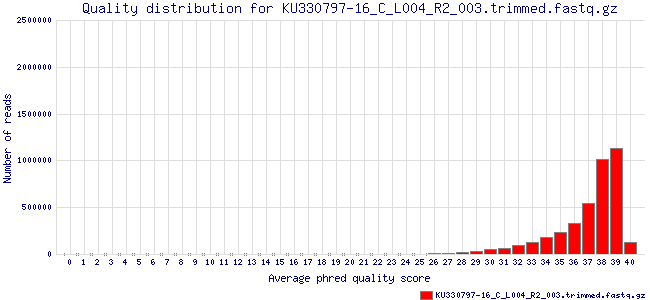 Quality distribution for KU330797-16_C_L004_R2_003.trimmed.fastq.gz
Number of reads
2500000
2000000
1500000
1000000
500000
0
0 1 2 3 4 5 6 7 8 9 10 11 12 13 14 15 16 17 18 19 20 21 22 23 24 25 26 27 28 29 30 31 32 33 34 35 36 37 38 39 40
Average phred quality score
KU330797-16_C_L004_R2_003.trimmed.fastq.gz